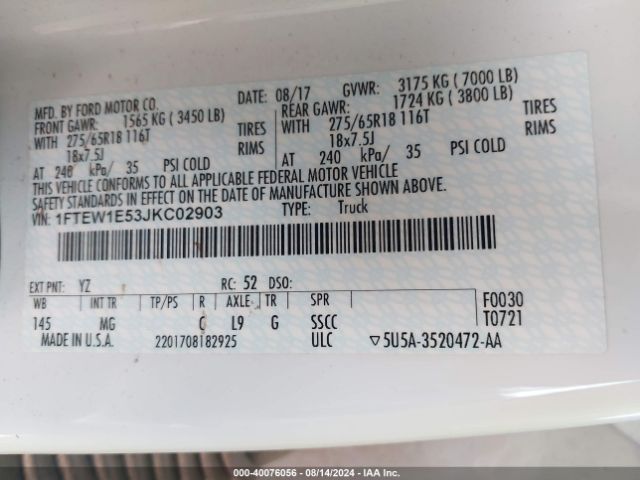 MFD. BY FORD MOTOR CO. DATE: 08/17 GVWR: 3175 KG ( 7000 LB)
FRONT GAWR: 1565 KG ( 3450 LB) REAR GAWR: 1724 KG ( 3800 LB)
WITH 275/65R18 116T TIRES WITH 275/65R18 116T TIRES
18x7.5J RIMS 18x7.5J RIMS
AT 240 kPa/ 35 PSI COLD AT 240 kPa/ 35 PSI COLD
THIS VEHICLE CONFORMS TO ALL APPLICABLE FEDERAL MOTOR VEHICLE
SAFETY STANDARDS IN EFFECT ON THE DATE OF MANUFACTURE SHOWN ABOVE.
VIN: 1FTEW1E53JKC02903 TYPE: Truck
EXT PNT: YZ RC: 52 DSO:
WB INT TR TP/PS R AXLE TR SPR F0030
145 MG C L9 G SSCC T0721
MADE IN U.S.A. 2201708182925 ULC ▽5U5A-3520472-AA
000-40076056 - 08/14/2024 - IAA Inc.